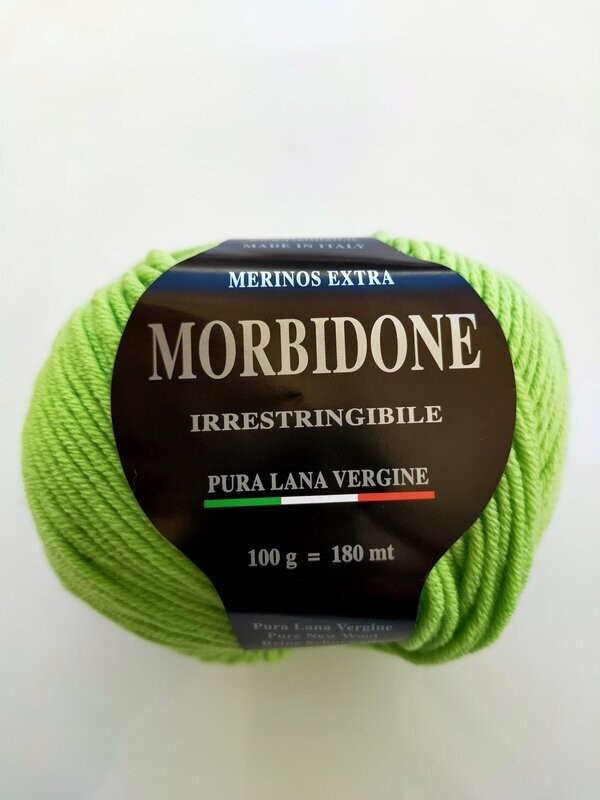 MADE IN ITALY
MERINOS EXTRA
MORBIDONE
IRRESTRINGIBILE
PURA LANA VERGINE
100 g = 180 mt
Pura Lana Vergine
Pure New Wool